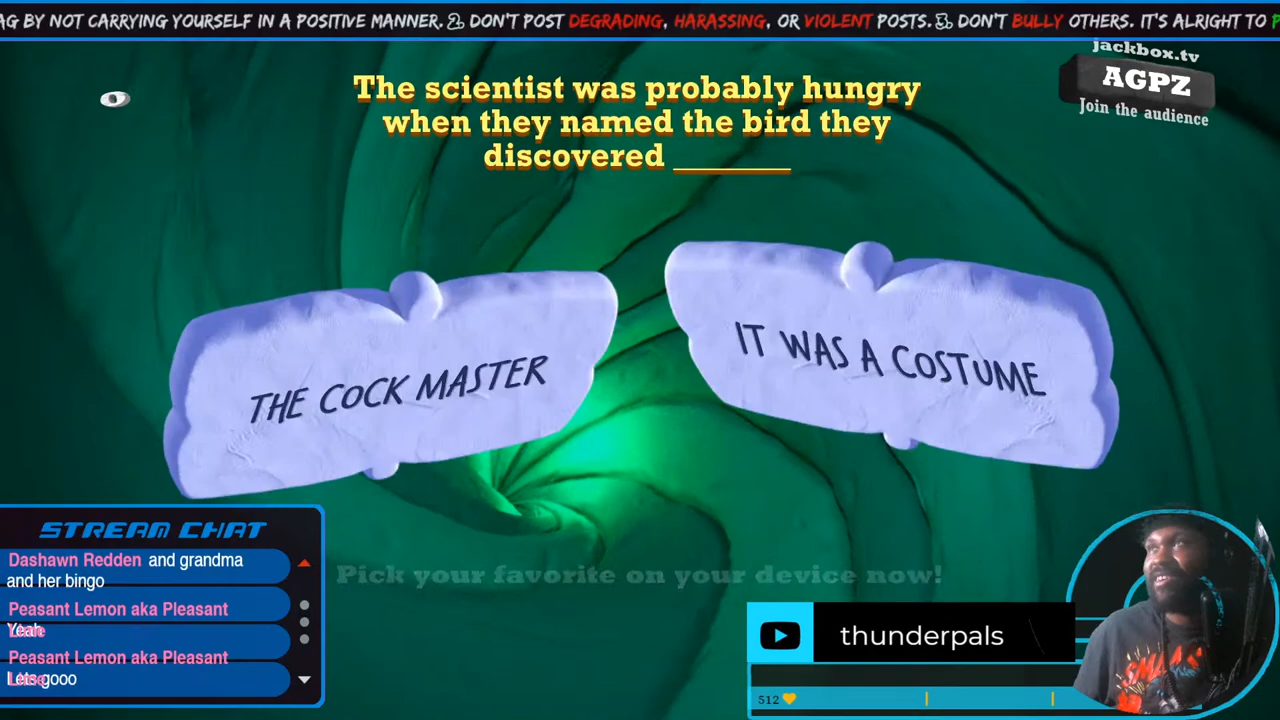 AG BY NOT CARRYING YOURSELF IN A POSITIVE MANNER. DON'T POST DEGRADING, HARASSING, OR VIOLENT POSTS. DON'T BULLY OTHERS. IT'S ALRIGHT TO
jackbox.tv
AGPZ
Join the audience
The scientist was probably hungry
when they named the bird they
discovered ________
THE COCK MASTER
IT WAS A COSTUME
Pick your favorite on your device now!
STREAM CHAT
Dashawn Redden and grandma
and her bingo
Peasant Lemon aka Pleasant
Lime
Yeah
Peasant Lemon aka Pleasant
Lime
Lets gooo
thunderpals
512